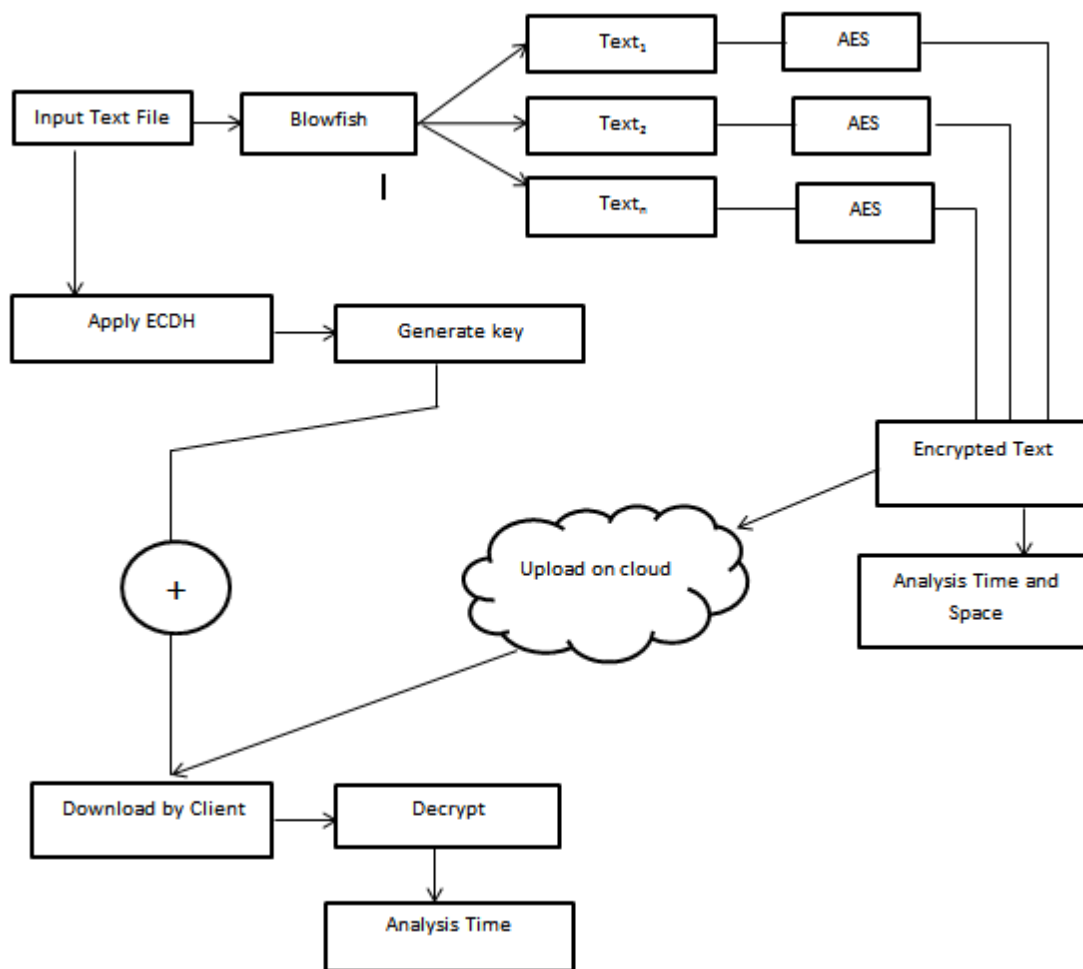 Text₁
AES
Input Text File
Blowfish
Text₂
AES
Textₙ
AES
Apply ECDH
Generate key
Encrypted Text
Upload on cloud
+
Analysis Time and
Space
Download by Client
Decrypt
Analysis Time